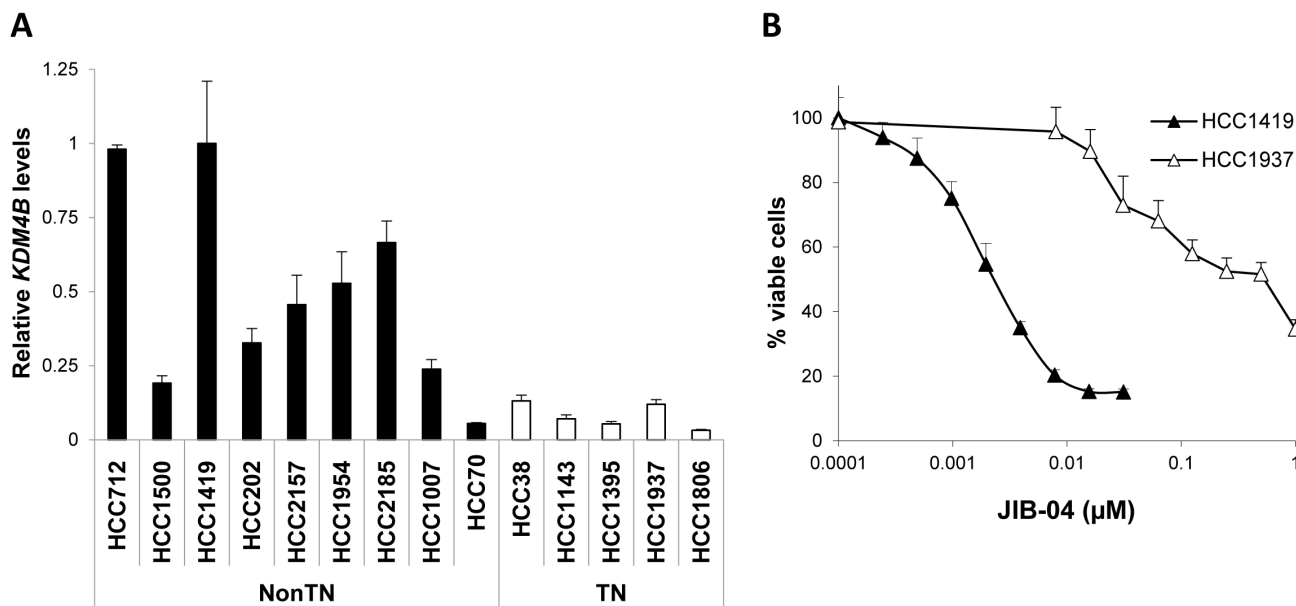 A
Relative KDM4B levels
1.25
1
0.75
0.5
0.25
0
HCC712
HCC1500
HCC1419
HCC202
HCC2157
HCC1954
HCC2185
HCC1007
HCC70
HCC38
HCC1143
HCC1395
HCC1937
HCC1806
NonTN
TN
B
% viable cells
100
80
60
40
20
0
HCC1419
HCC1937
0.0001
0.001
0.01
0.1
1
JIB-04 (µM)